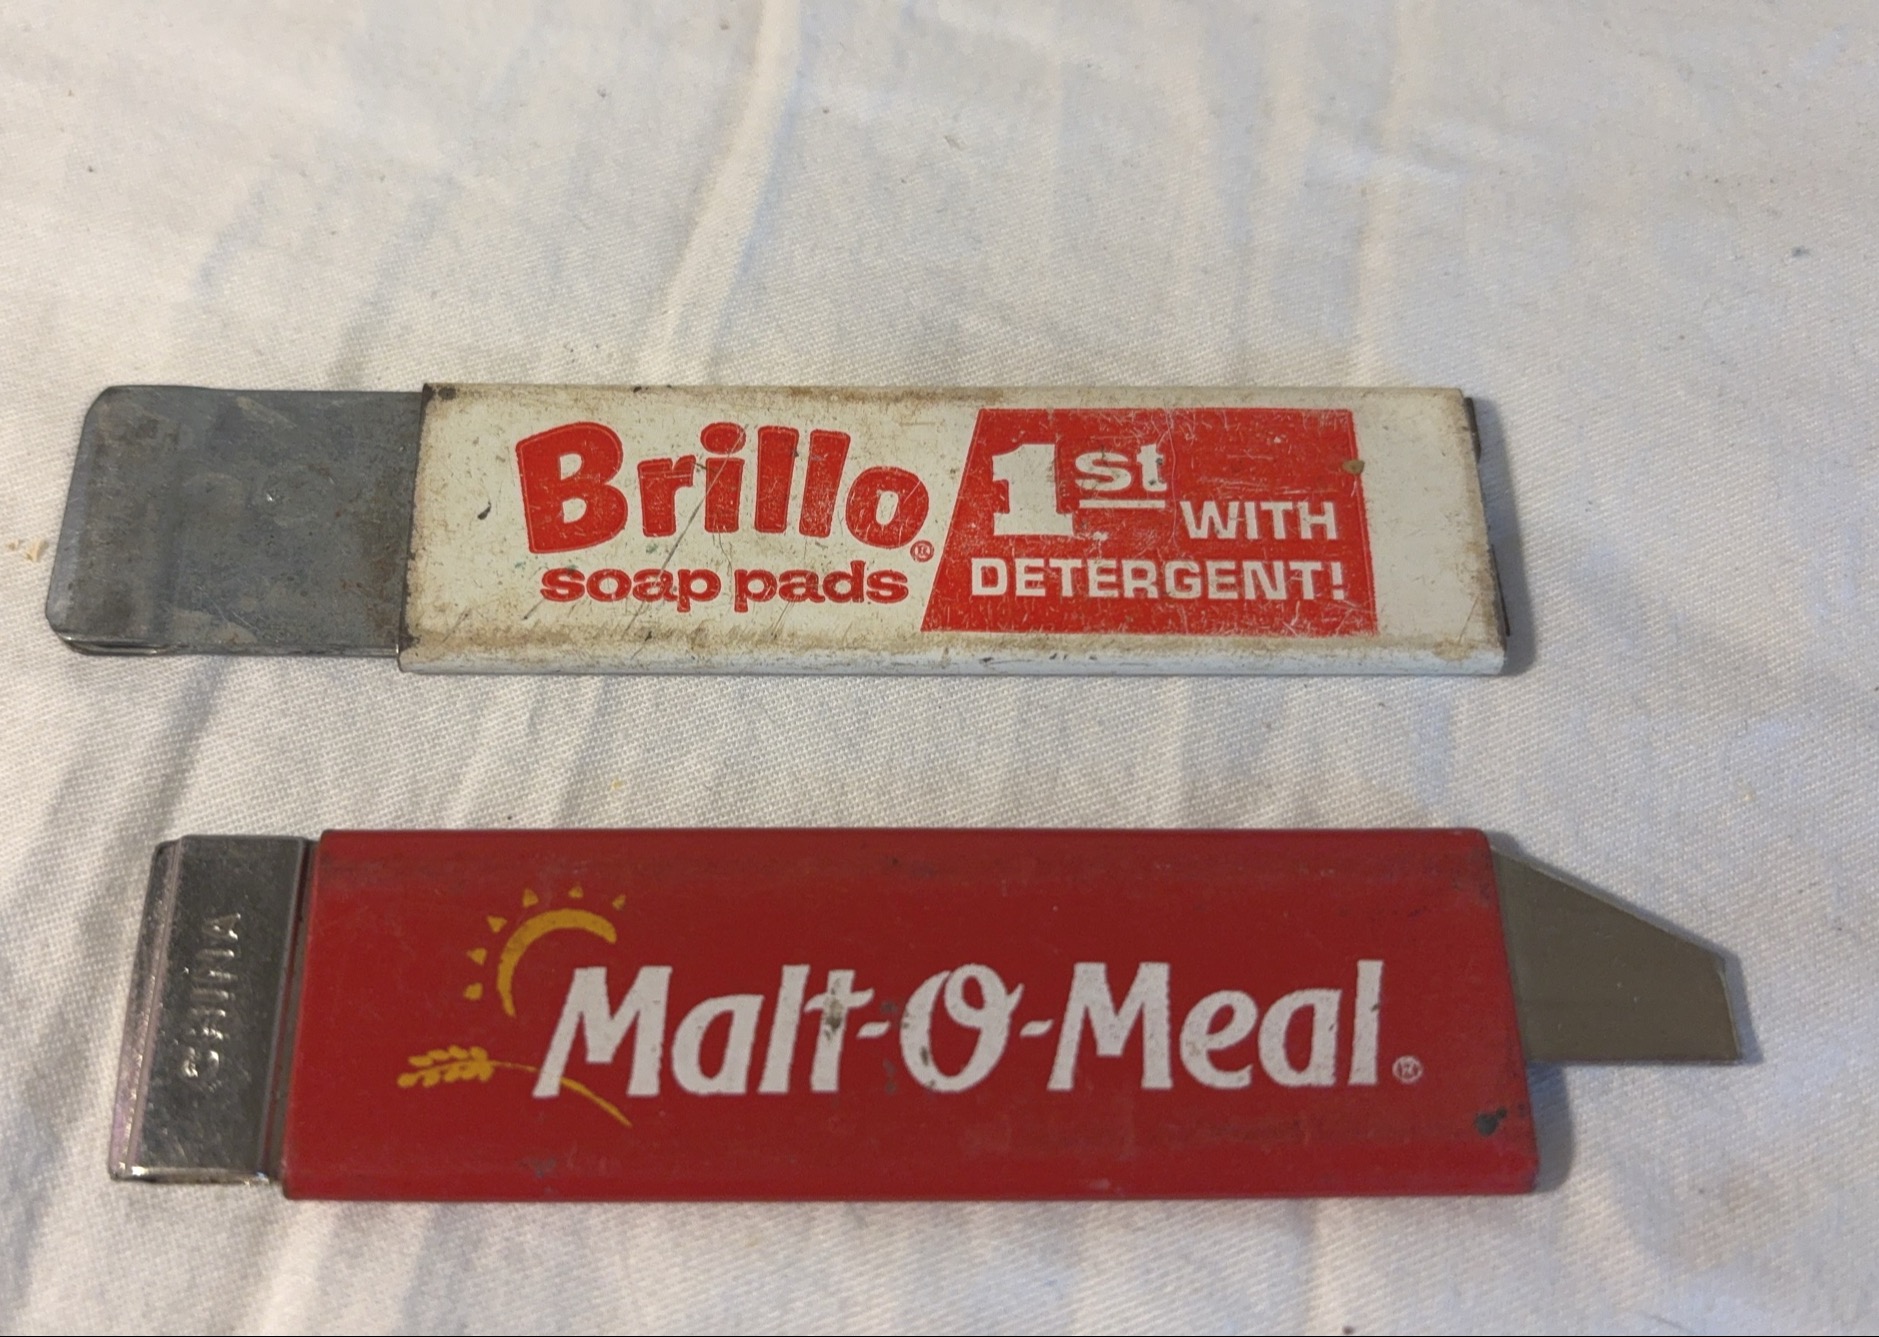 Brillo®
soap pads
1st WITH
DETERGENT!
CHINA
Malt-O-Meal®